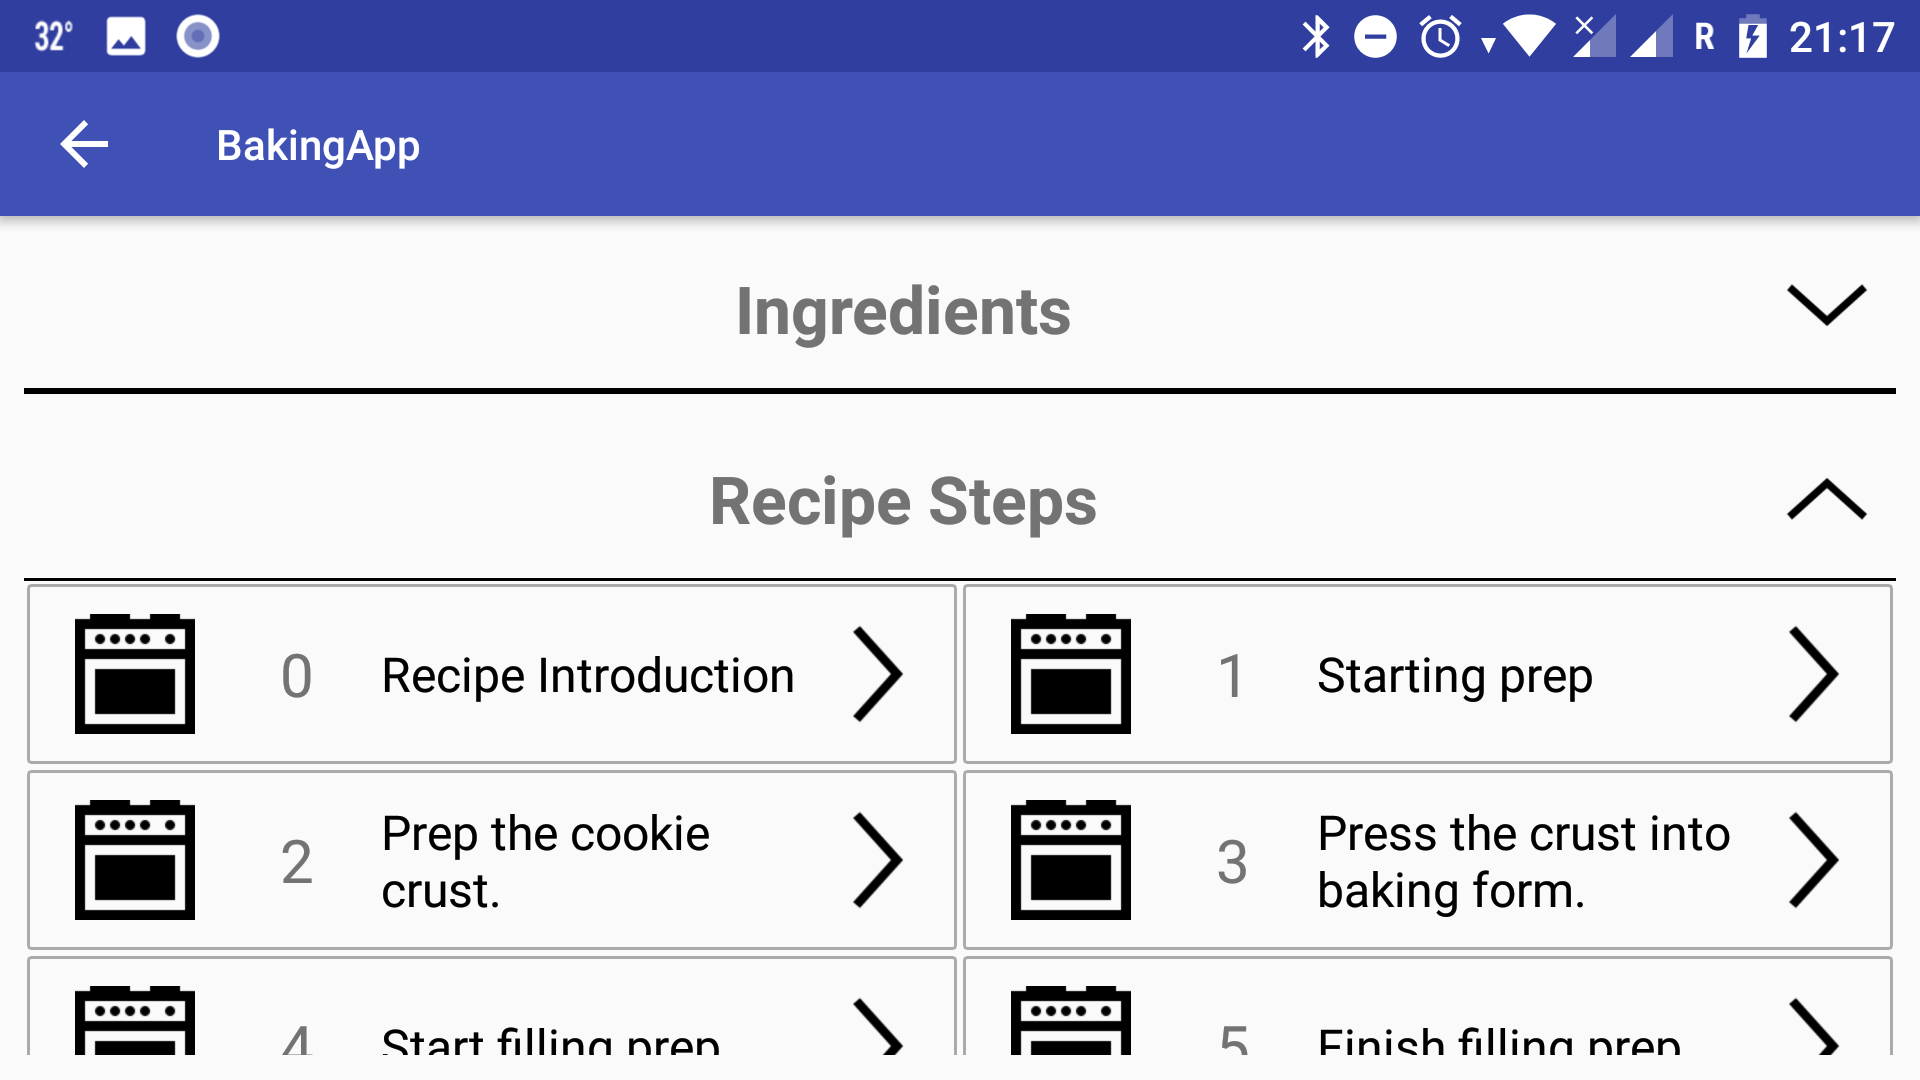 32° R 21:17
BakingApp
Ingredients
Recipe Steps
0 Recipe Introduction
1 Starting prep
2 Prep the cookie
crust.
3 Press the crust into
baking form.
4 Start filling prep
5 Finish filling prep